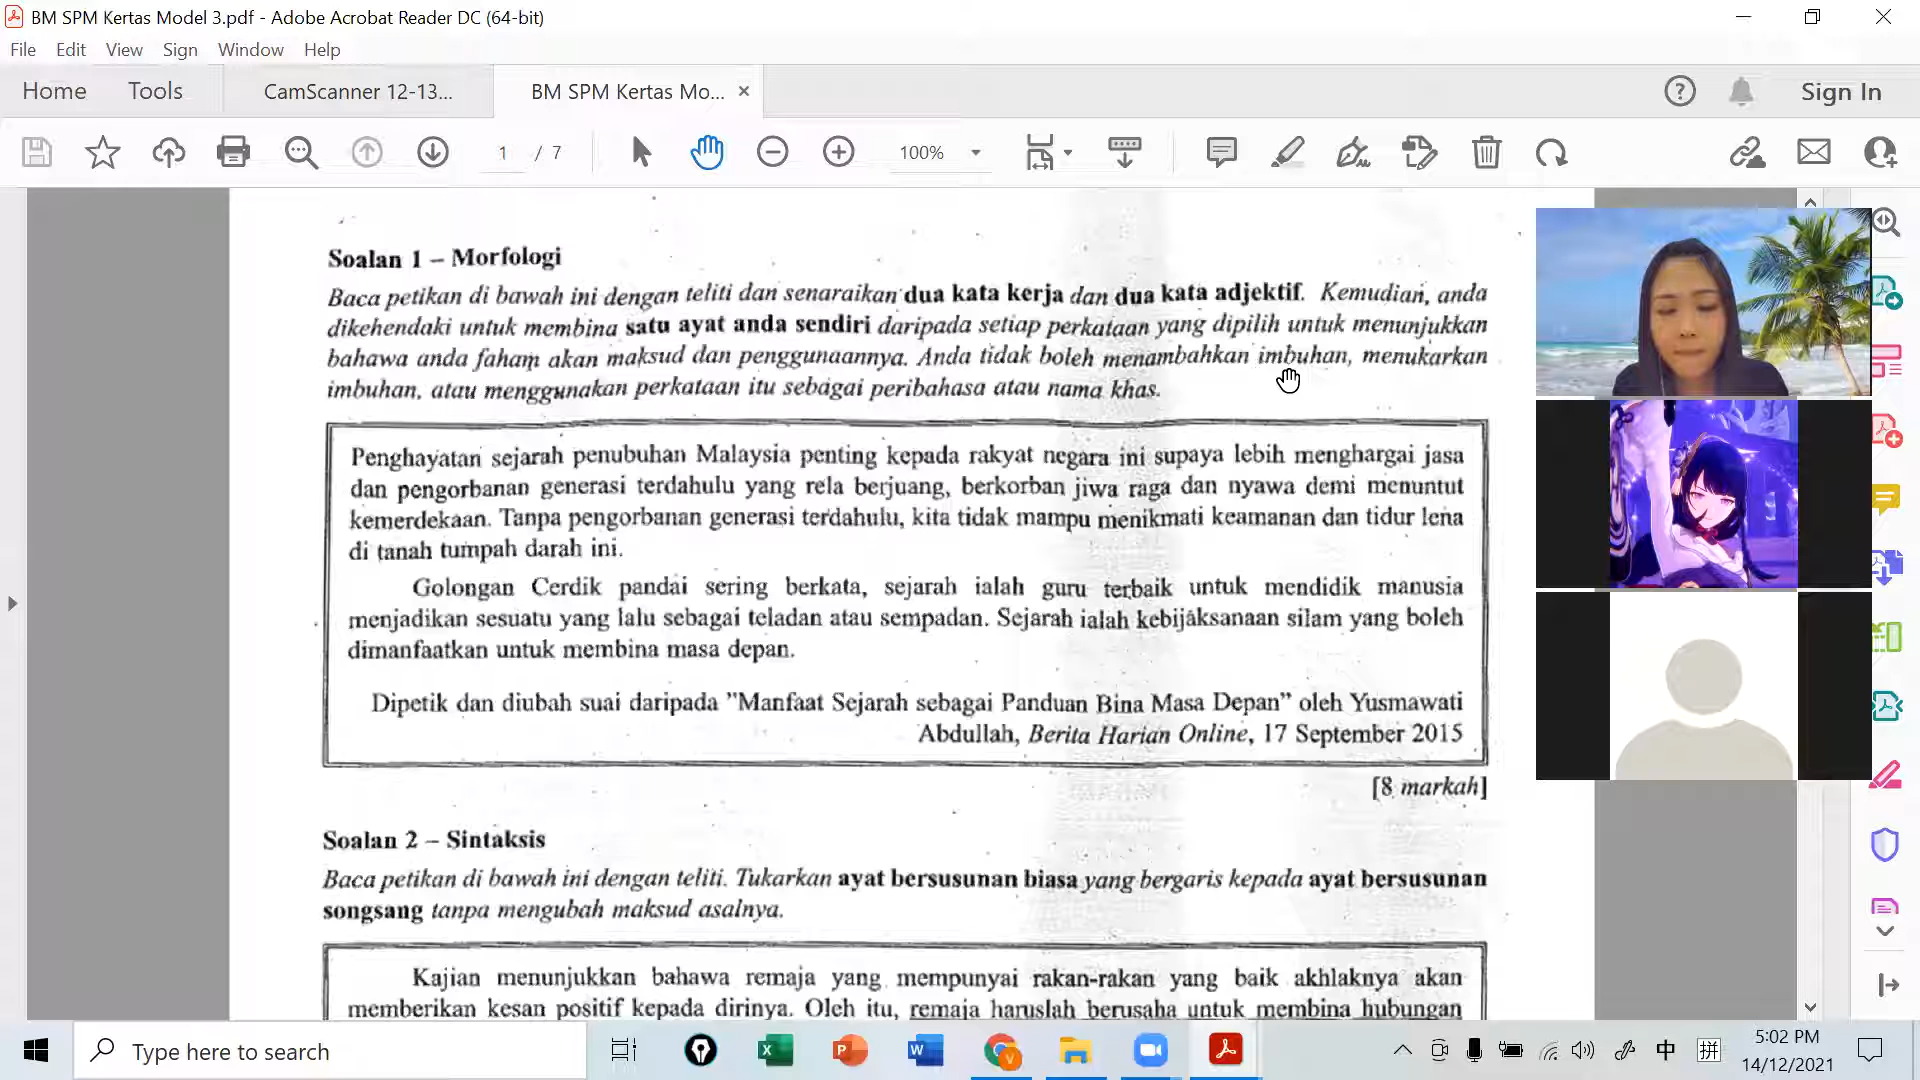 BM SPM Kertas Model 3.pdf - Adobe Acrobat Reader DC (64-bit)
File Edit View Sign Window Help
Home Tools CamScanner 12-13... BM SPM Kertas Mo... Sign In
1 / 7 100%
Soalan 1 – Morfologi
Baca petikan di bawah ini dengan teliti dan senaraikan dua kata kerja dan dua kata adjektif. Kemudian, anda
dikehendaki untuk membina satu ayat anda sendiri daripada setiap perkataan yang dipilih untuk menunjukkan
bahawa anda faham akan maksud dan penggunaannya. Anda tidak boleh menambahkan imbuhan, menukarkan
imbuhan, atau menggunakan perkataan itu sebagai peribahasa atau nama khas.
Penghayatan sejarah penubuhan Malaysia penting kepada rakyat negara ini supaya lebih menghargai jasa
dan pengorbanan generasi terdahulu yang rela berjuang, berkorban jiwa raga dan nyawa demi menuntut
kemerdekaan. Tanpa pengorbanan generasi terdahulu, kita tidak mampu menikmati keamanan dan tidur lena
di tanah tumpah darah ini.
Golongan Cerdik pandai sering berkata, sejarah ialah guru terbaik untuk mendidik manusia
menjadikan sesuatu yang lalu sebagai teladan atau sempadan. Sejarah ialah kebijaksanaan silam yang boleh
dimanfaatkan untuk membina masa depan.
Dipetik dan diubah suai daripada "Manfaat Sejarah sebagai Panduan Bina Masa Depan" oleh Yusmawati
Abdullah, Berita Harian Online, 17 September 2015
[8 markah]
Soalan 2 – Sintaksis
Baca petikan di bawah ini dengan teliti. Tukarkan ayat bersusunan biasa yang bergaris kepada ayat bersusunan
songsang tanpa mengubah maksud asalnya.
Kajian menunjukkan bahawa remaja yang mempunyai rakan-rakan yang baik akhlaknya akan
memberikan kesan positif kepada dirinya. Oleh itu, remaja haruslah berusaha untuk membina hubungan
Type here to search
中 拼
5:02 PM
14/12/2021